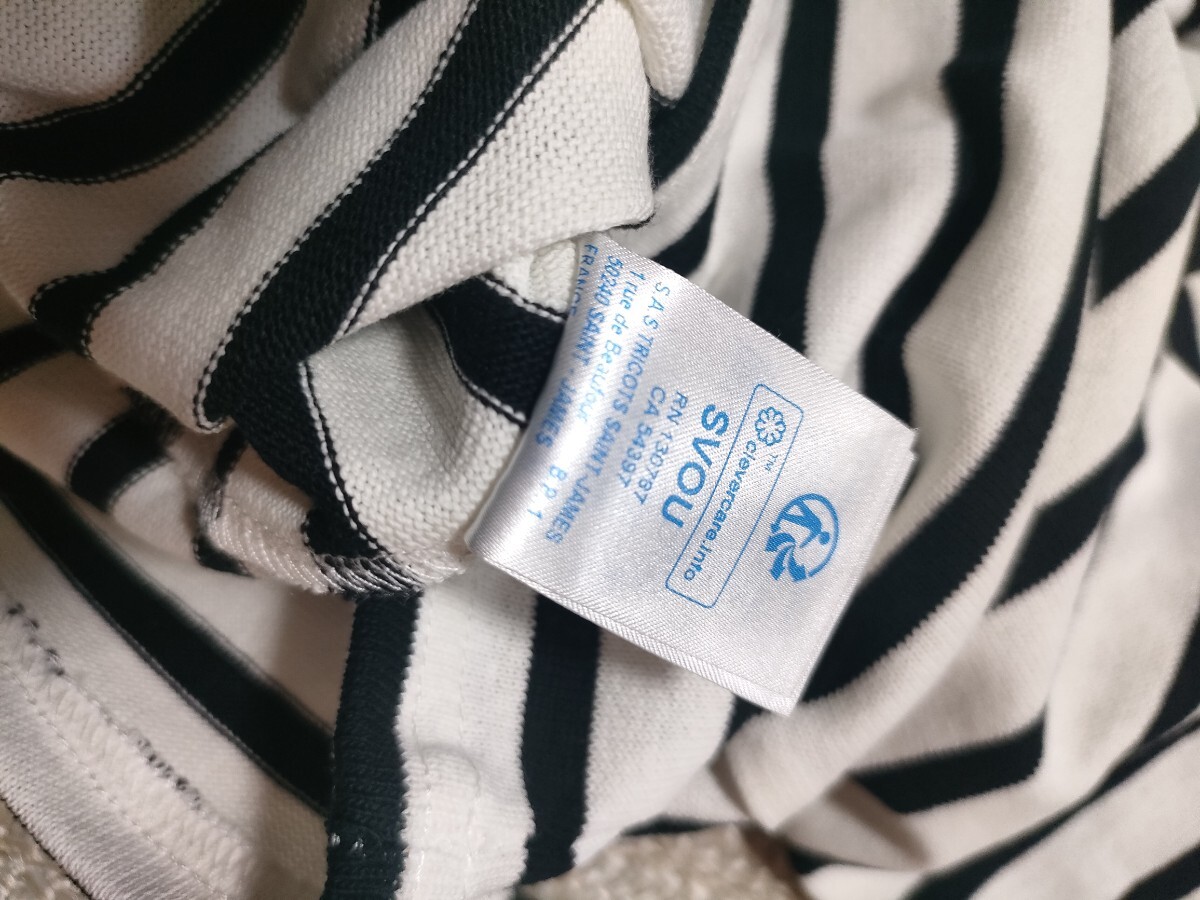 clevercare.info
TM
SVOU
RN 130797
CA 54397
S.A.S TRICOTS SAINT-JAMES
1 rue de Beaufour B.P.1
50240 SAINT-JAMES
FRANCE